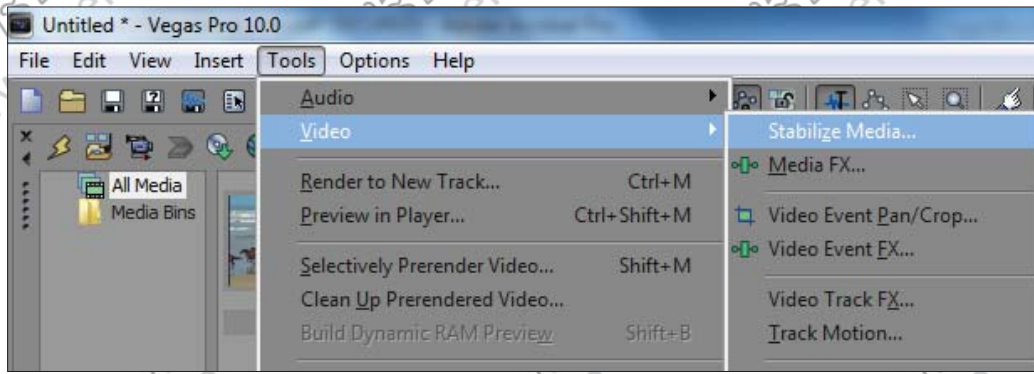 Untitled * - Vegas Pro 10.0
File Edit View Insert Tools Options Help
Audio
Video
Stabilize Media...
Media FX...
All Media
Render to New Track... Ctrl+M
Media Bins
Preview in Player... Ctrl+Shift+M
Video Event Pan/Crop...
Video Event FX...
Selectively Prerender Video... Shift+M
Clean Up Prerendered Video...
Video Track FX...
Build Dynamic RAM Preview Shift+B
Track Motion...